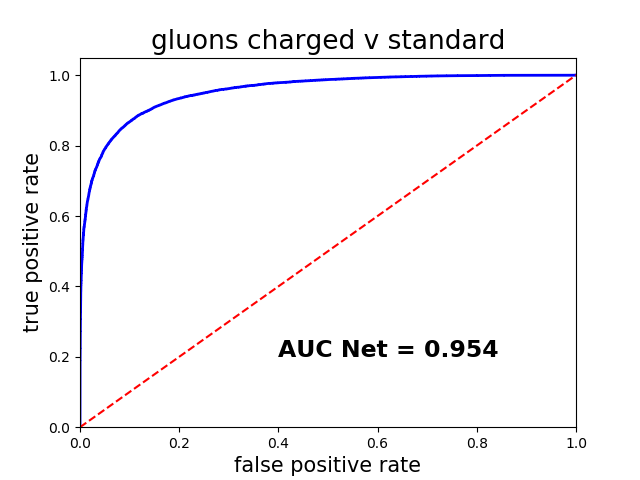 gluons charged v standard
1.0
0.8
0.6
0.4
0.2
0.0
true positive rate
AUC Net = 0.954
0.0 0.2 0.4 0.6 0.8 1.0
false positive rate